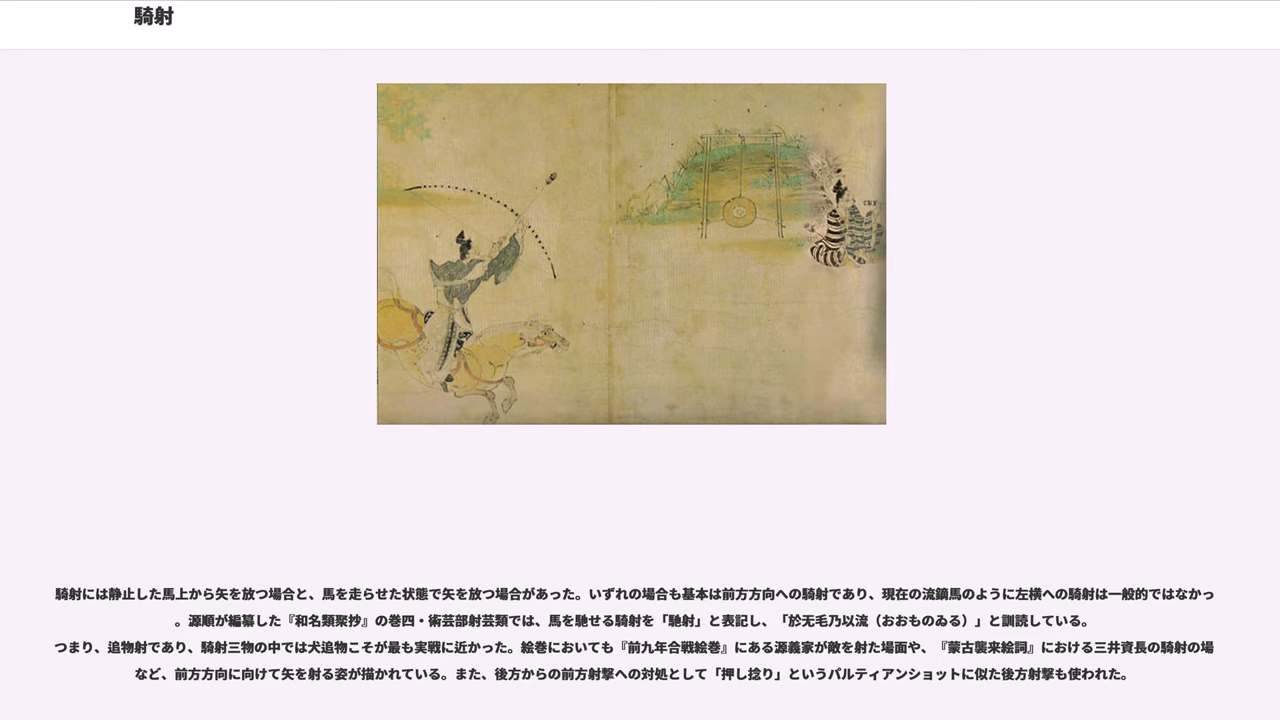 騎射
騎射には静止した馬上から矢を放つ場合と、馬を走らせた状態で矢を放つ場合があった。いずれの場合も基本は前方方向への騎射であり、現在の流鏑馬のように左横への騎射は一般的ではなかっ
。源順が編纂した『和名類聚抄』の巻四・術芸部射芸類では、馬を馳せる騎射を「馳射」と表記し、「於无毛乃以流（おおものゐる）」と訓読している。
つまり、追物射であり、騎射三物の中では犬追物こそが最も実戦に近かった。絵巻においても『前九年合戦絵巻』にある源義家が敵を射た場面や、『蒙古襲来絵詞』における三井資長の騎射の場
など、前方方向に向けて矢を射る姿が描かれている。また、後方からの前方射撃への対処として「押し捻り」というパルティアンショットに似た後方射撃も使われた。